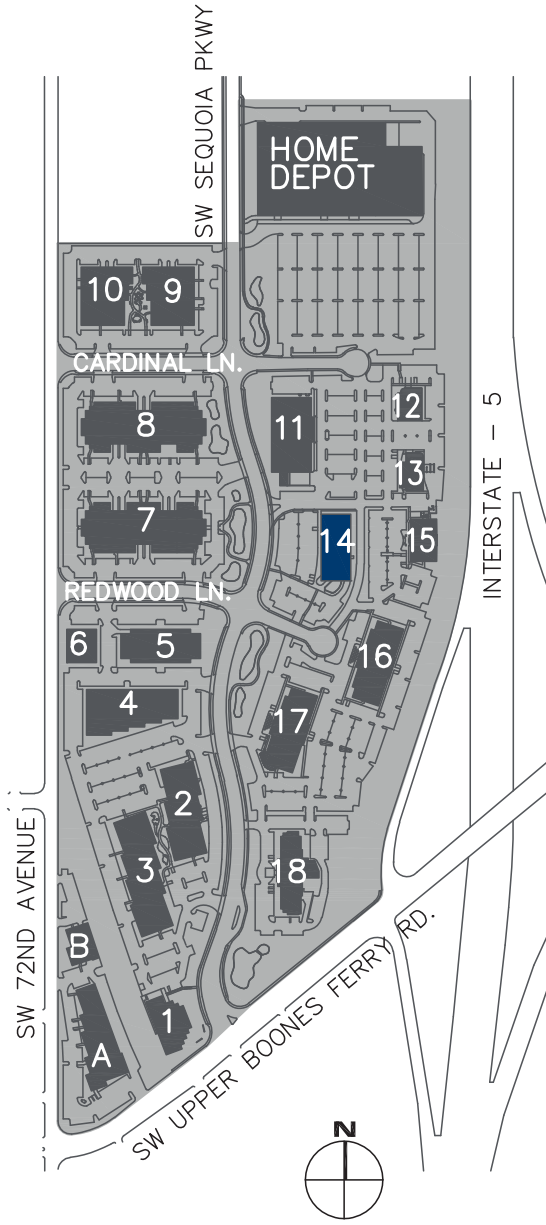 SW SEQUOIA PKWY
HOME
DEPOT
10
9
CARDINAL LN.
8
11
12
13
INTERSTATE - 5
7
14
15
REDWOOD LN.
6
5
16
4
17
2
3
18
SW 72ND AVENUE
B
1
A
SW UPPER BOONES FERRY RD.
N